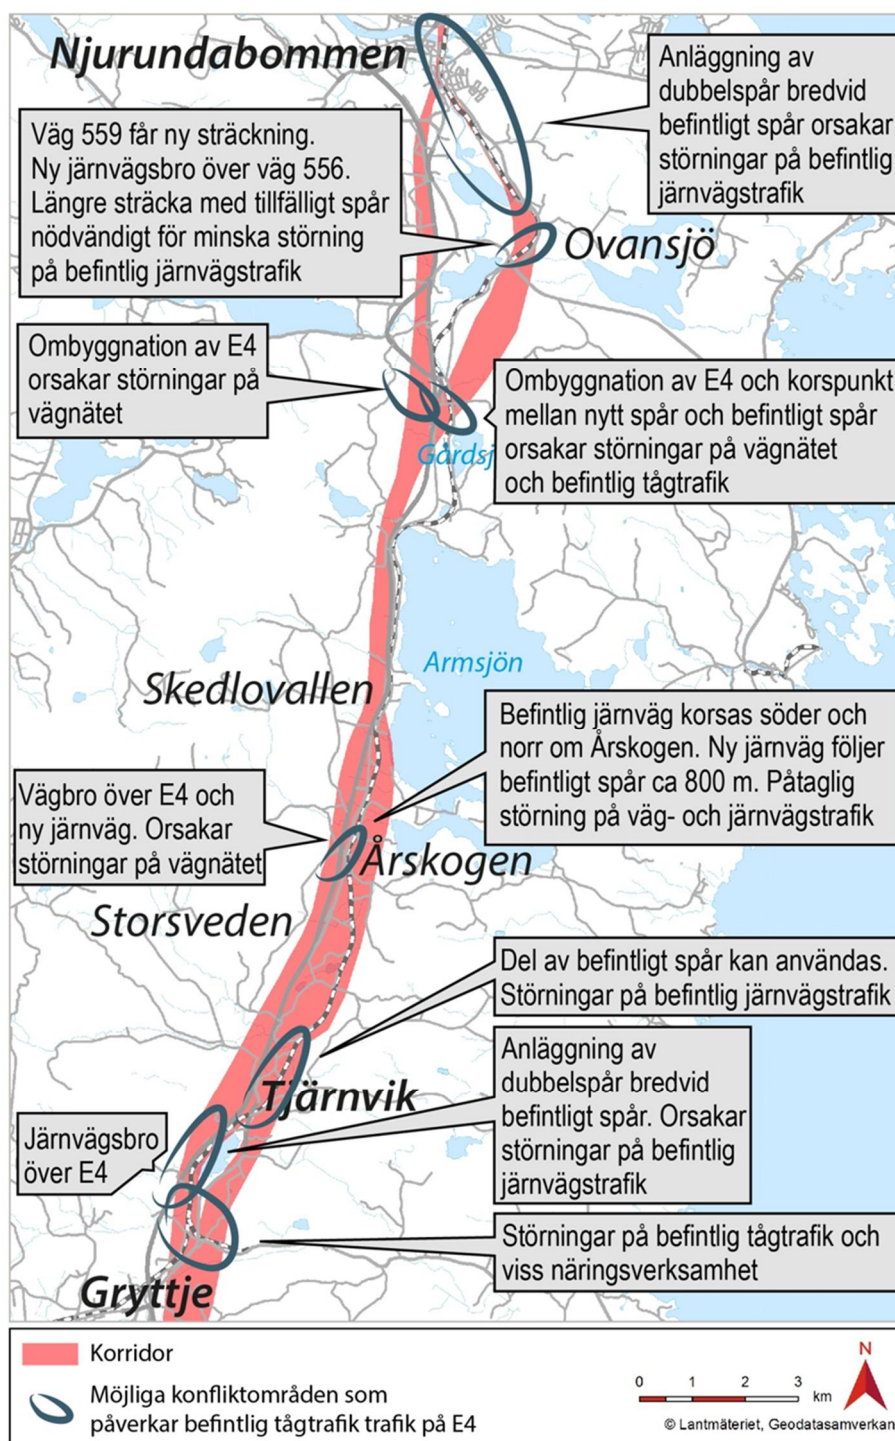 Njurundabommen
Anläggning av
dubbelspår bredvid
befintligt spår orsakar
störningar på befintlig
järnvägstrafik
Väg 559 får ny sträckning.
Ny järnvägsbro över väg 556.
Längre sträcka med tillfälligt spår
nödvändigt för minska störning
på befintlig järnvägstrafik
Ovansjö
Ombyggnation av E4
orsakar störningar på
vägnätet
Ombyggnation av E4 och korspunkt
mellan nytt spår och befintligt spår
orsakar störningar på vägnätet
och befintlig tågtrafik
Gårdsj
Armsjön
Skedlovallen
Befintlig järnväg korsas söder och
norr om Årskogen. Ny järnväg följer
befintligt spår ca 800 m. Påtaglig
störning på väg- och järnvägstrafik
Vägbro över E4 och
ny järnväg. Orsakar
störningar på vägnätet
Årskogen
Storsveden
Del av befintligt spår kan användas.
Störningar på befintlig järnvägstrafik
Anläggning av
dubbelspår bredvid
befintligt spår. Orsakar
störningar på befintlig
järnvägstrafik
Tjärnvik
Järnvägsbro
över E4
Störningar på befintlig tågtrafik och
viss näringsverksamhet
Gryttje
Korridor
Möjliga konfliktområden som
påverkar befintlig tågtrafik trafik på E4
0 1 2 3
km
N
© Lantmäteriet, Geodatasamverkan